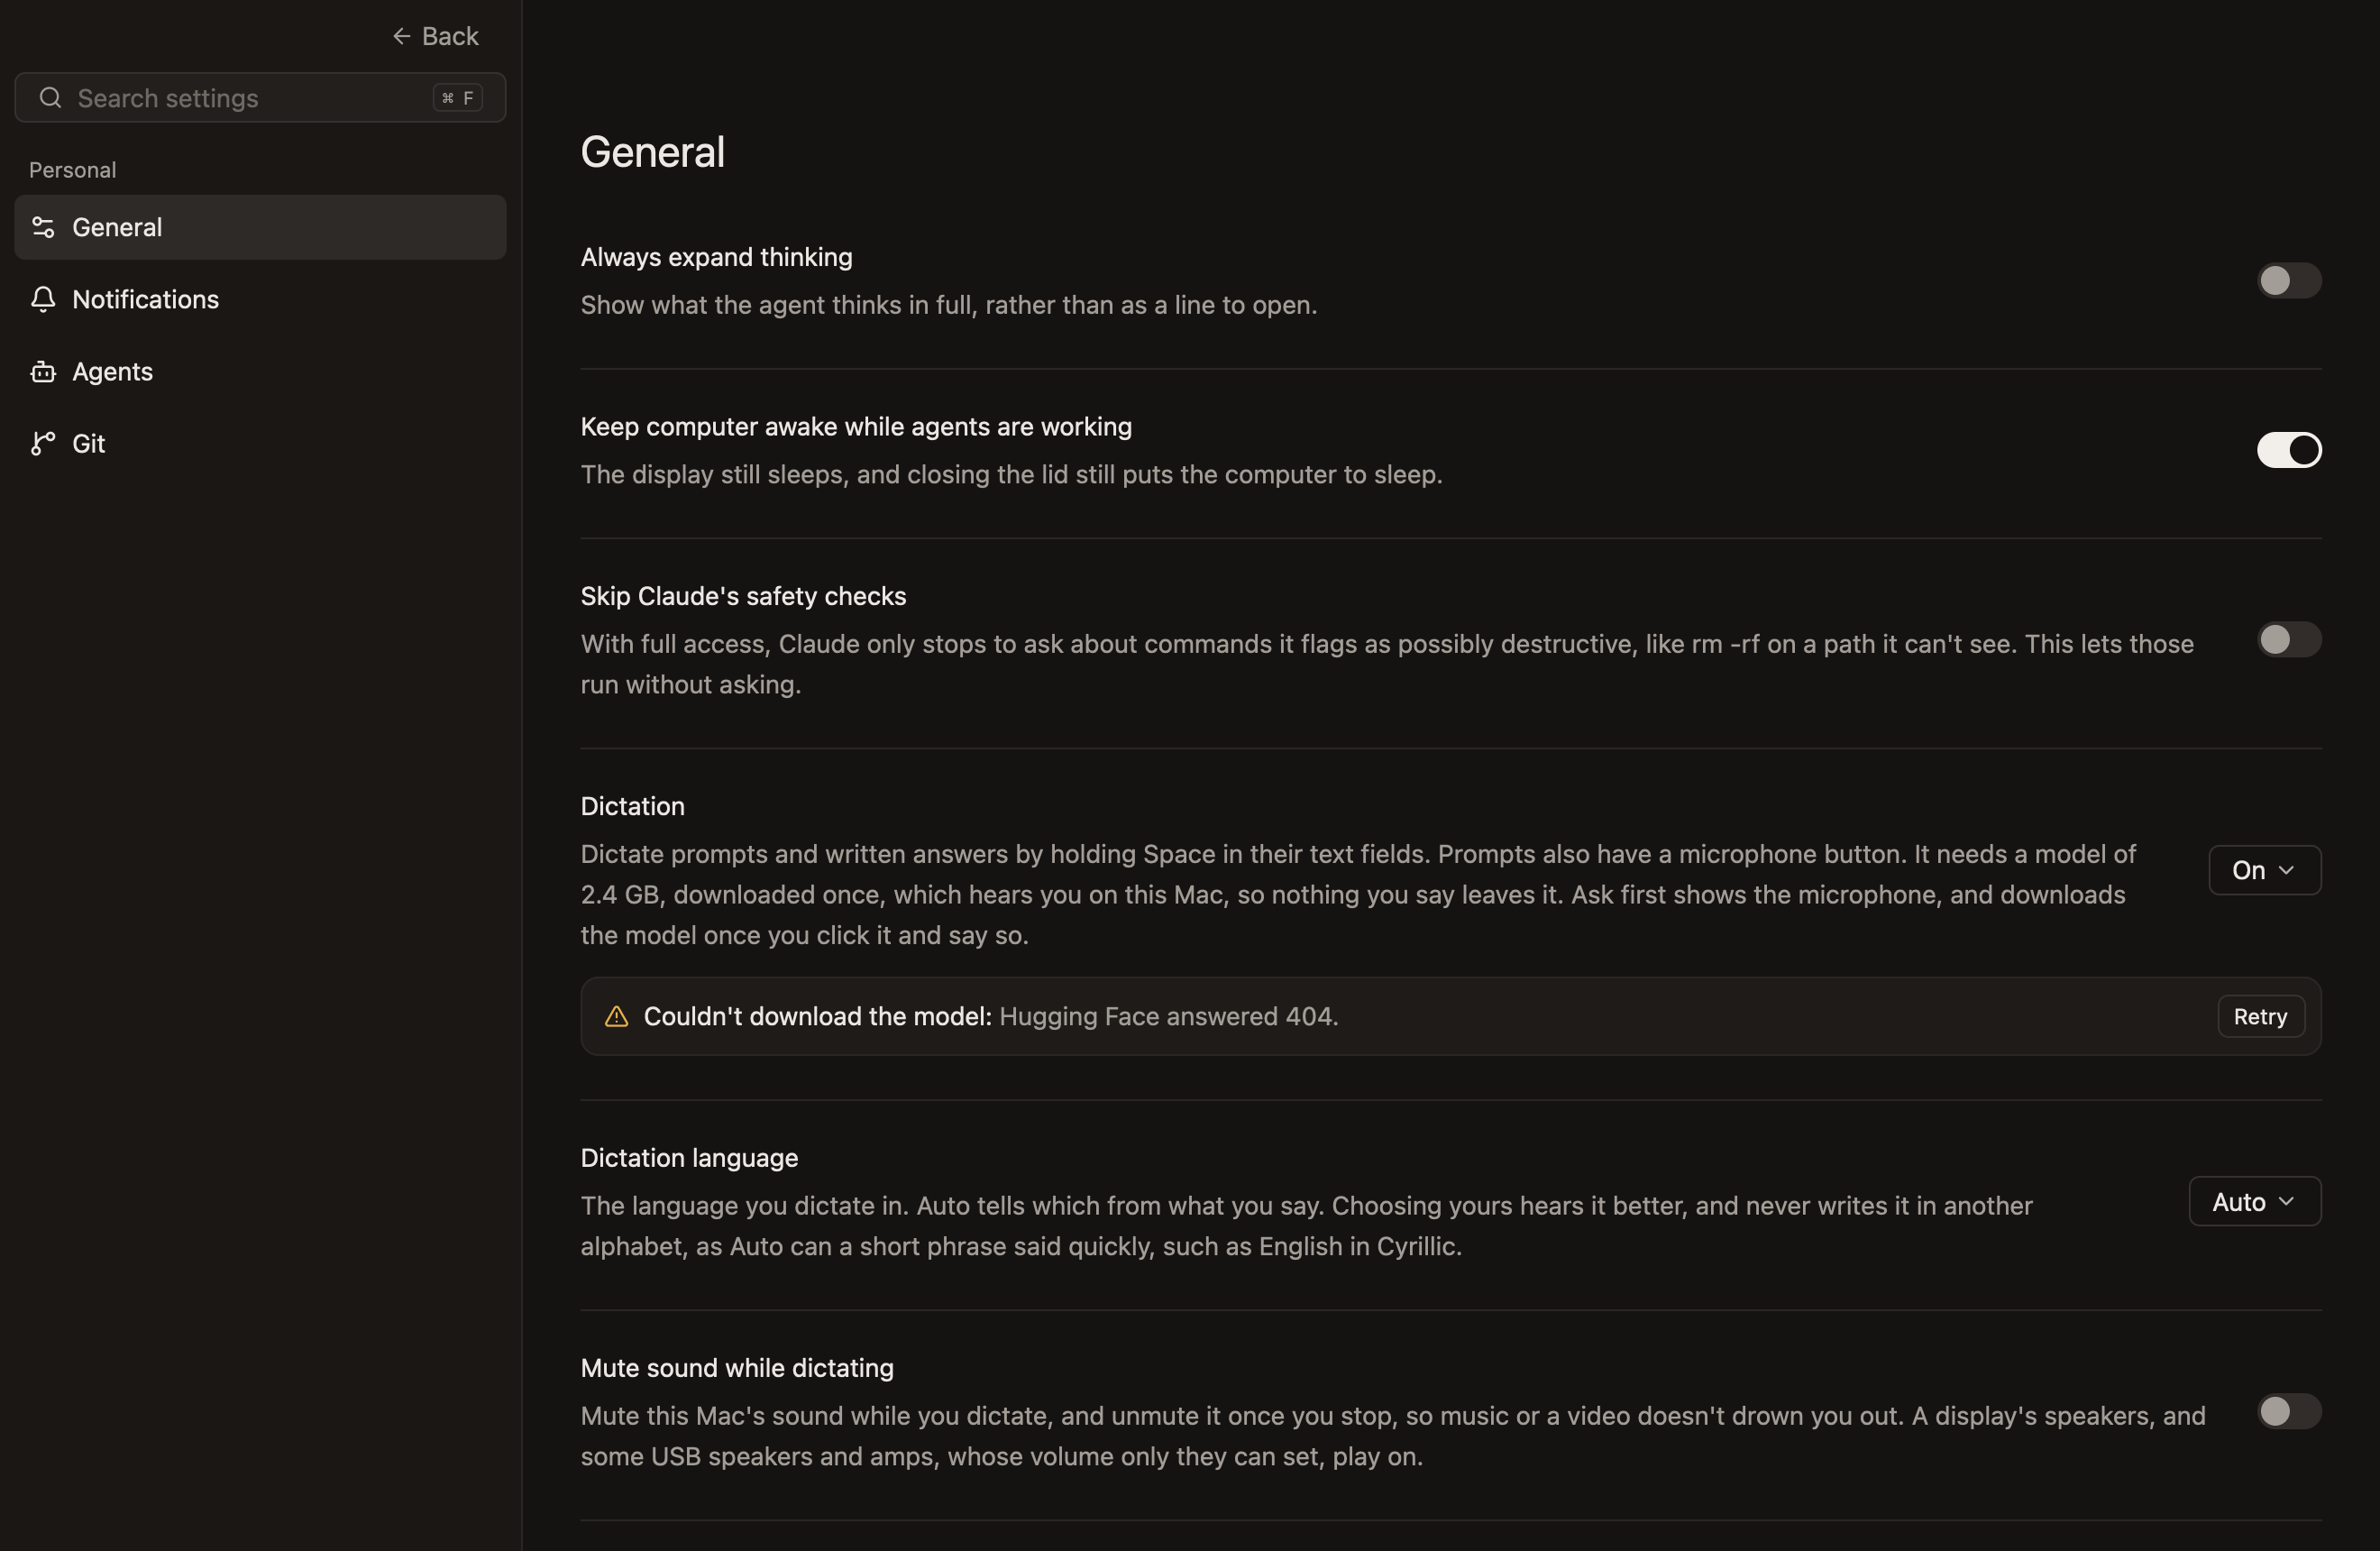 Back
Search settings
⌘ F
Personal
General
Notifications
Agents
Git
General
Always expand thinking
Show what the agent thinks in full, rather than as a line to open.
Keep computer awake while agents are working
The display still sleeps, and closing the lid still puts the computer to sleep.
Skip Claude's safety checks
With full access, Claude only stops to ask about commands it flags as possibly destructive, like rm -rf on a path it can't see. This lets those
run without asking.
Dictation
Dictate prompts and written answers by holding Space in their text fields. Prompts also have a microphone button. It needs a model of
2.4 GB, downloaded once, which hears you on this Mac, so nothing you say leaves it. Ask first shows the microphone, and downloads
the model once you click it and say so.
On
Couldn't download the model: Hugging Face answered 404.
Retry
Dictation language
The language you dictate in. Auto tells which from what you say. Choosing yours hears it better, and never writes it in another
alphabet, as Auto can a short phrase said quickly, such as English in Cyrillic.
Auto
Mute sound while dictating
Mute this Mac's sound while you dictate, and unmute it once you stop, so music or a video doesn't drown you out. A display's speakers, and
some USB speakers and amps, whose volume only they can set, play on.